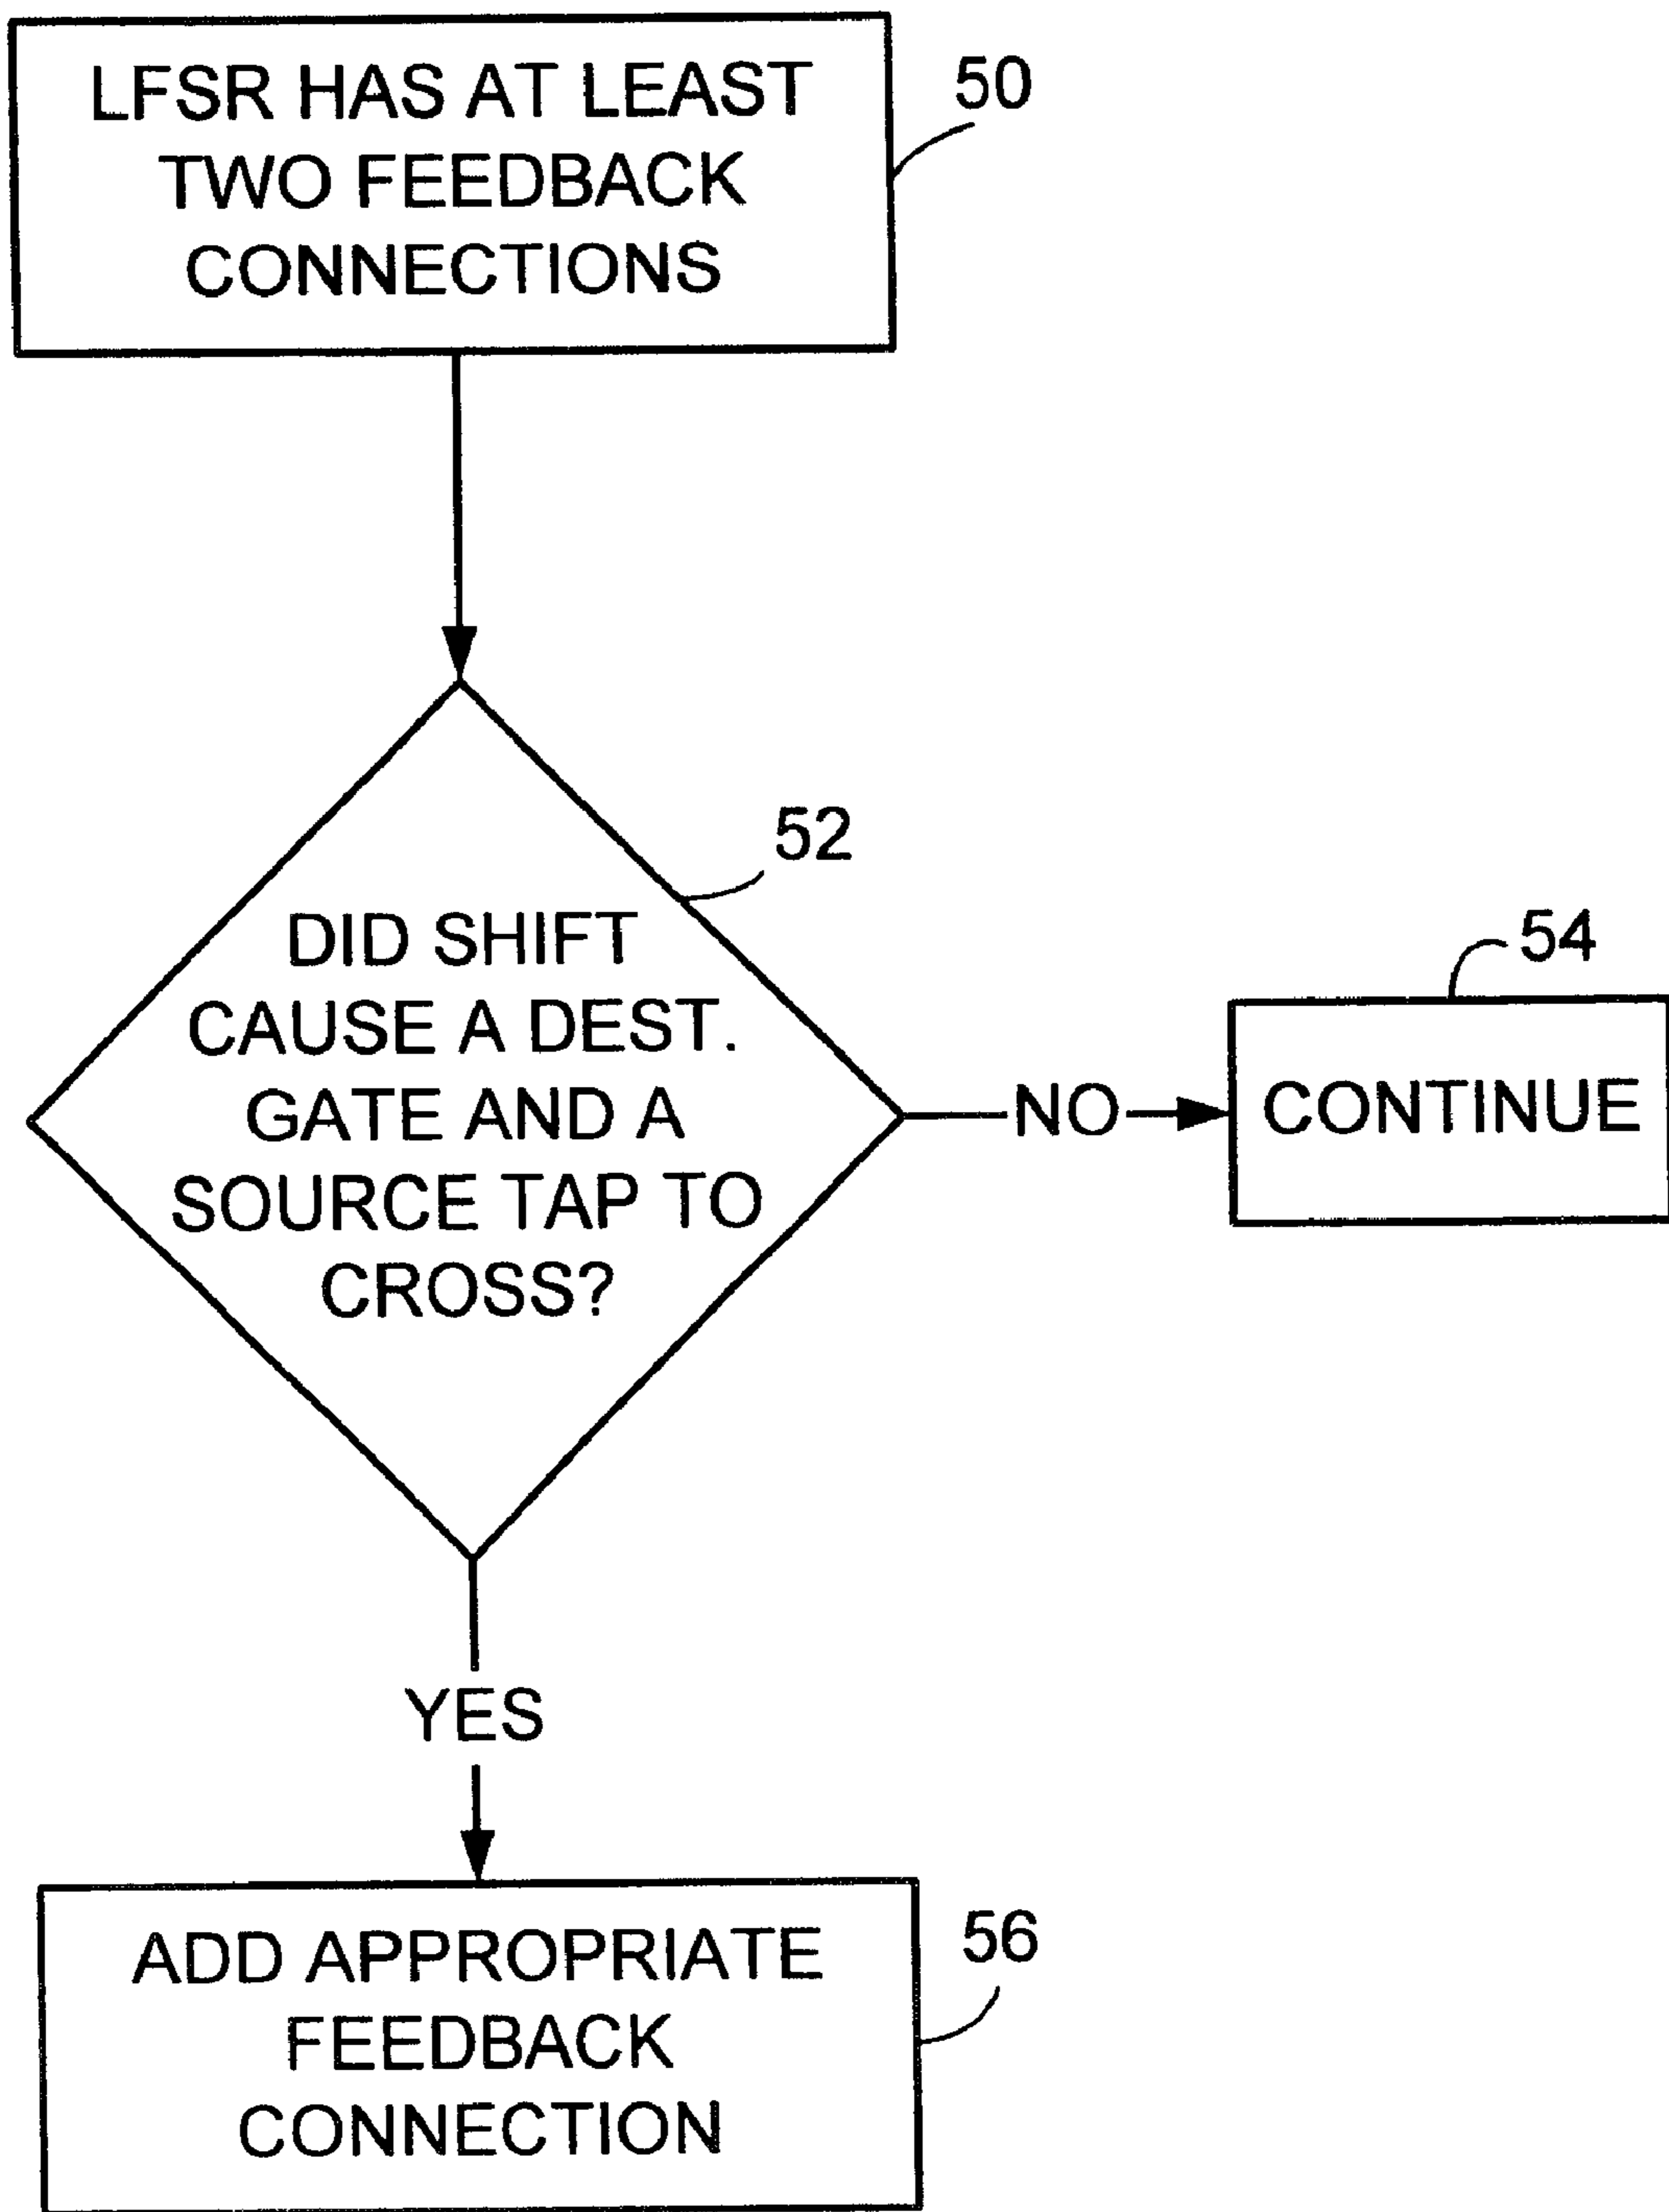 LFSR HAS AT LEAST
TWO FEEDBACK
CONNECTIONS
50
DID SHIFT
CAUSE A DEST.
GATE AND A
SOURCE TAP TO
CROSS?
52
NO
CONTINUE
54
YES
ADD APPROPRIATE
FEEDBACK
CONNECTION
56